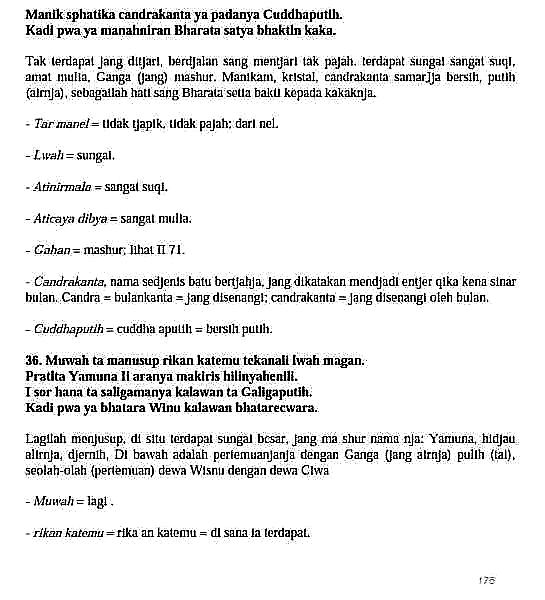 Manik sphatika candrakanta ya padanya Cuddhaputih.
Kadi pwa ya manahniran Bharata satya bhaktin kaka.
Tak terdapat jang ditjari, berdjalan sang mentjari tak pajah. terdapat sungai sangat suqi,
amat mulia, Ganga (jang) mashur. Manikam, kristal, candrakanta samar]ja bersih, putih
(airnja), sebagailah hati sang Bharata setia bakti kepada kakaknja.
- Tar manel = tidak tjapik, tidak pajah; dari nel.
- Lwah = sungai.
- Atinirmala = sangat suqi.
- Aticaya dibya = sangat mulia.
- Gahan = mashur; lihat II 71.
- Candrakanta, nama sedjenis batu bertjahja, jang dikatakan mendjadi entjer qika kena sinar
bulan. Candra = bulankanta = jang disenangi; candrakanta = jang disenangi oleh bulan.
- Cuddhaputih = cuddha aputih = bersih putih.
36. Muwah ta manusup rikan katemu tekanali lwah magan.
Pratita Yamuna li aranya makiris hilinyahenili.
I sor hana ta saligamanya kalawan ta Galigaputih.
Kadi pwa ya bhatara Winu kalawan bhatarecwara.
Lagilah menjusup, di situ terdapat sungai besar, jang ma shur nama nja: Yamuna, hidjau
alirnja, djernih, Di bawah adalah pertemuanjanja dengan Ganga (jang airnja) putih (tai),
seolah-olah (pertemuan) dewa Wisnu dengan dewa Ciwa
- Muwah = lagi .
- rikan katemu = rika an katemu = di sana ia terdapat.
175